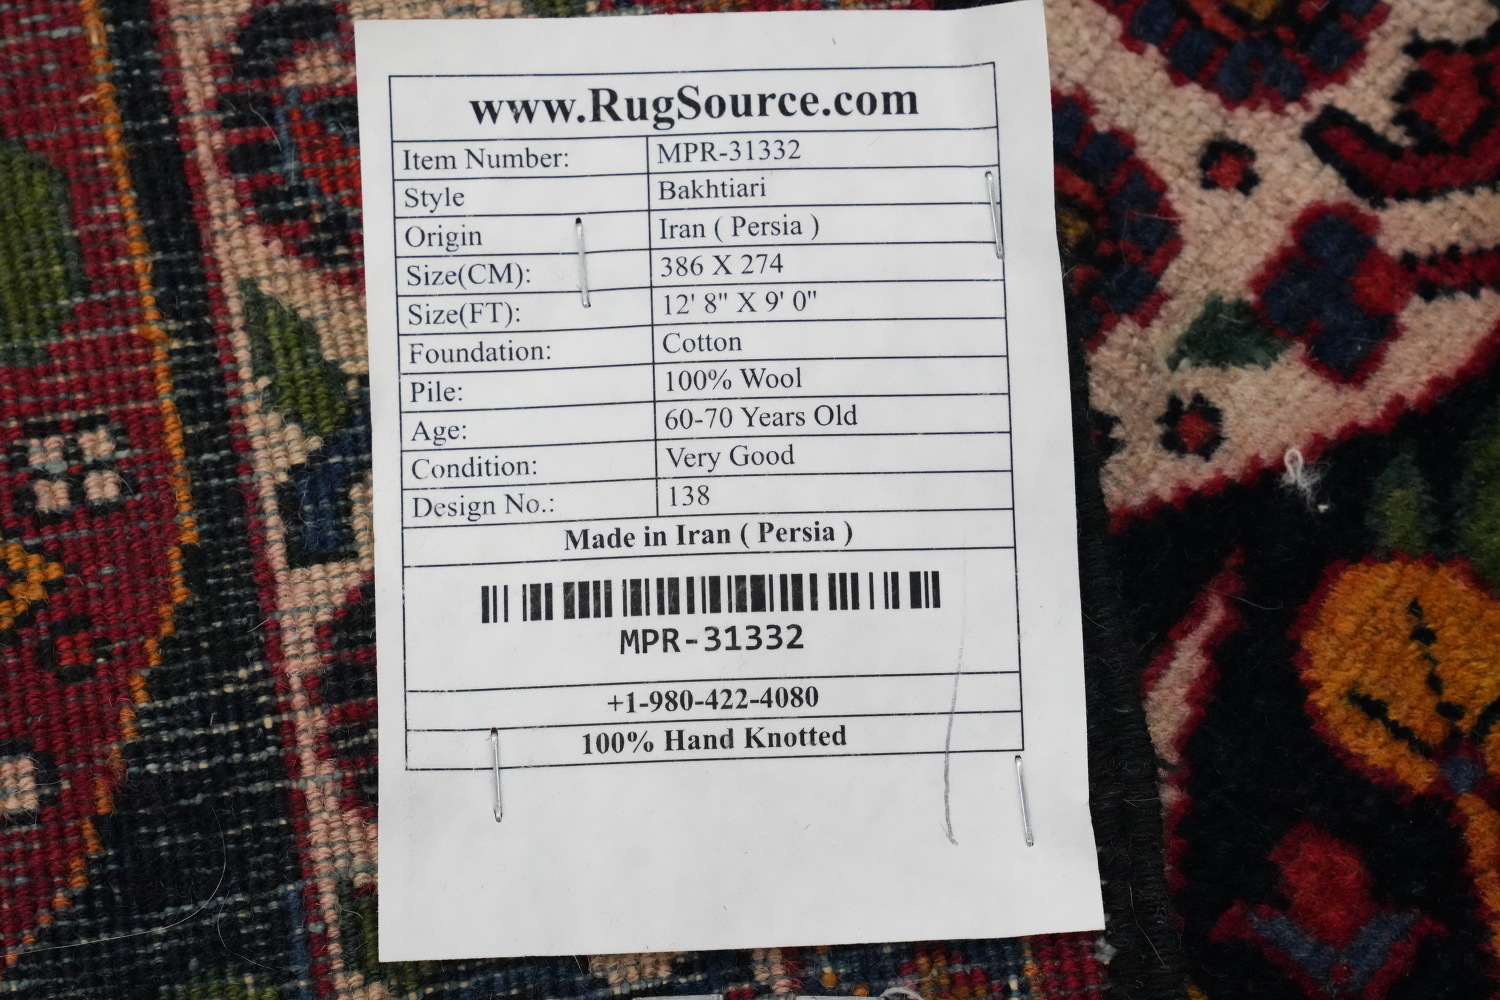 www.RugSource.com
Item Number: MPR-31332
Style Bakhtiari
Origin Iran ( Persia )
Size(CM): 386 X 274
Size(FT): 12' 8" X 9' 0"
Foundation: Cotton
Pile: 100% Wool
Age: 60-70 Years Old
Condition: Very Good
Design No.: 138
Made in Iran ( Persia )
MPR-31332
+1-980-422-4080
100% Hand Knotted